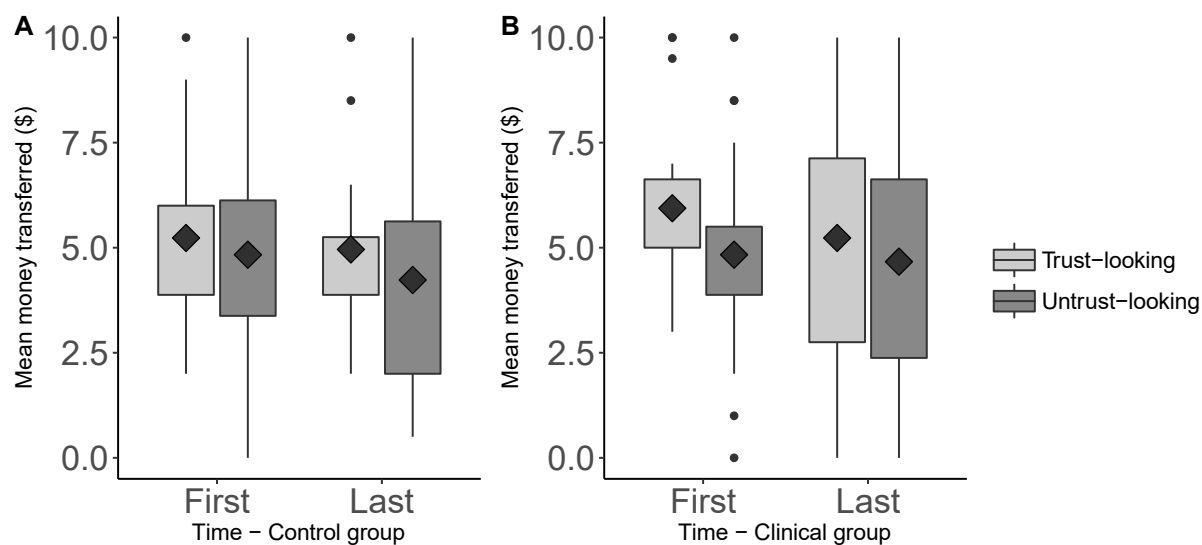 A
Mean money transferred ($)
10.0
7.5
5.0
2.5
0.0
First Last
Time − Control group
B
Mean money transferred ($)
10.0
7.5
5.0
2.5
0.0
First Last
Time − Clinical group
Trust−looking
Untrust−looking